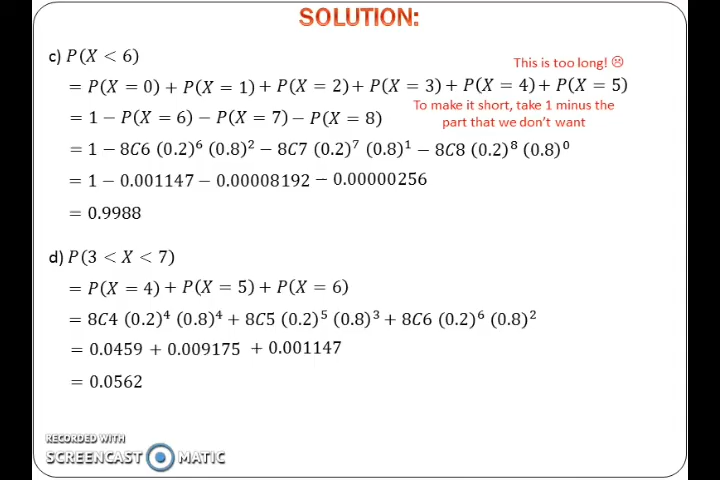 SOLUTION:
c) P(X < 6)
This is too long! ☹
= P(X = 0) + P(X = 1) + P(X = 2) + P(X = 3) + P(X = 4) + P(X = 5)
To make it short, take 1 minus the
part that we don't want
= 1 − P(X = 6) − P(X = 7) − P(X = 8)
= 1 − 8C6 (0.2)⁶ (0.8)² − 8C7 (0.2)⁷ (0.8)¹ − 8C8 (0.2)⁸ (0.8)⁰
= 1 − 0.001147 − 0.00008192 − 0.00000256
= 0.9988
d) P(3 < X < 7)
= P(X = 4) + P(X = 5) + P(X = 6)
= 8C4 (0.2)⁴ (0.8)⁴ + 8C5 (0.2)⁵ (0.8)³ + 8C6 (0.2)⁶ (0.8)²
= 0.0459 + 0.009175 + 0.001147
= 0.0562
RECORDED WITH
SCREENCAST MATIC